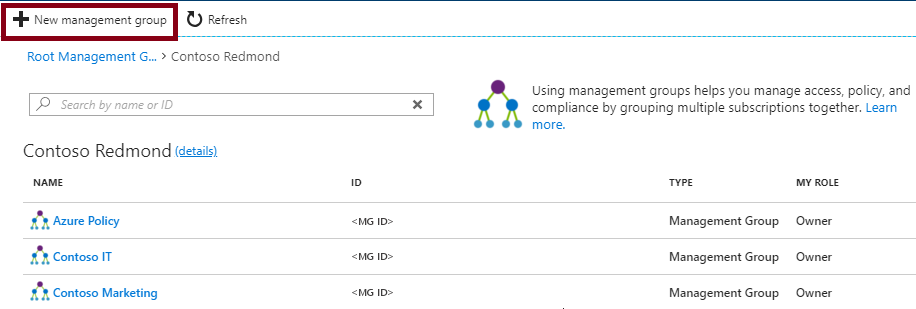 New management group Refresh
Root Management G... > Contoso Redmond
Search by name or ID
Using management groups helps you manage access, policy, and
compliance by grouping multiple subscriptions together. Learn
more.
Contoso Redmond (details)
NAME ID TYPE MY ROLE
Azure Policy <MG ID> Management Group Owner
Contoso IT <MG ID> Management Group Owner
Contoso Marketing <MG ID> Management Group Owner